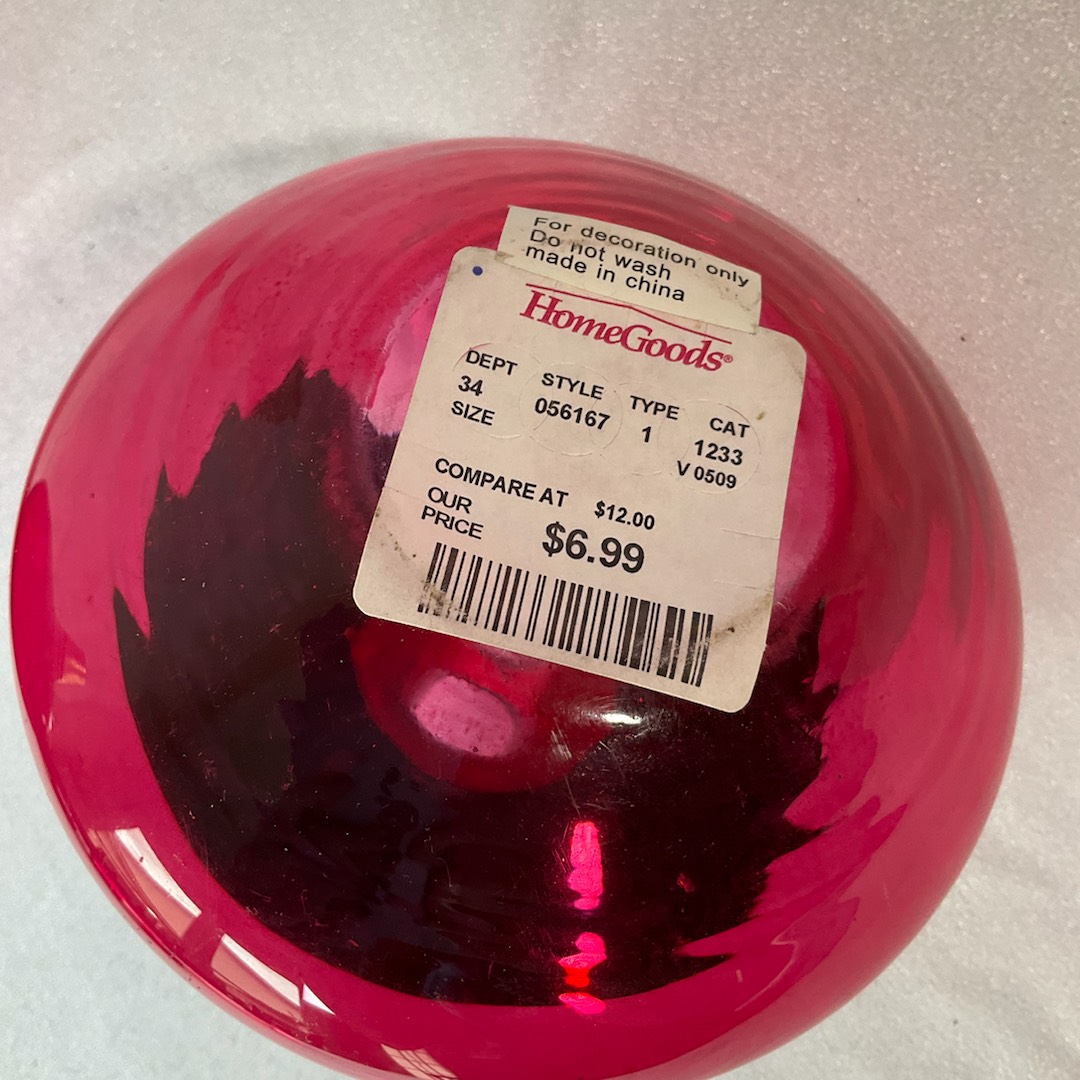 For decoration only
Do not wash
made in china
HomeGoods®
DEPT STYLE TYPE CAT
34 056167 1 1233
SIZE V 0509
COMPARE AT $12.00
OUR
PRICE $6.99